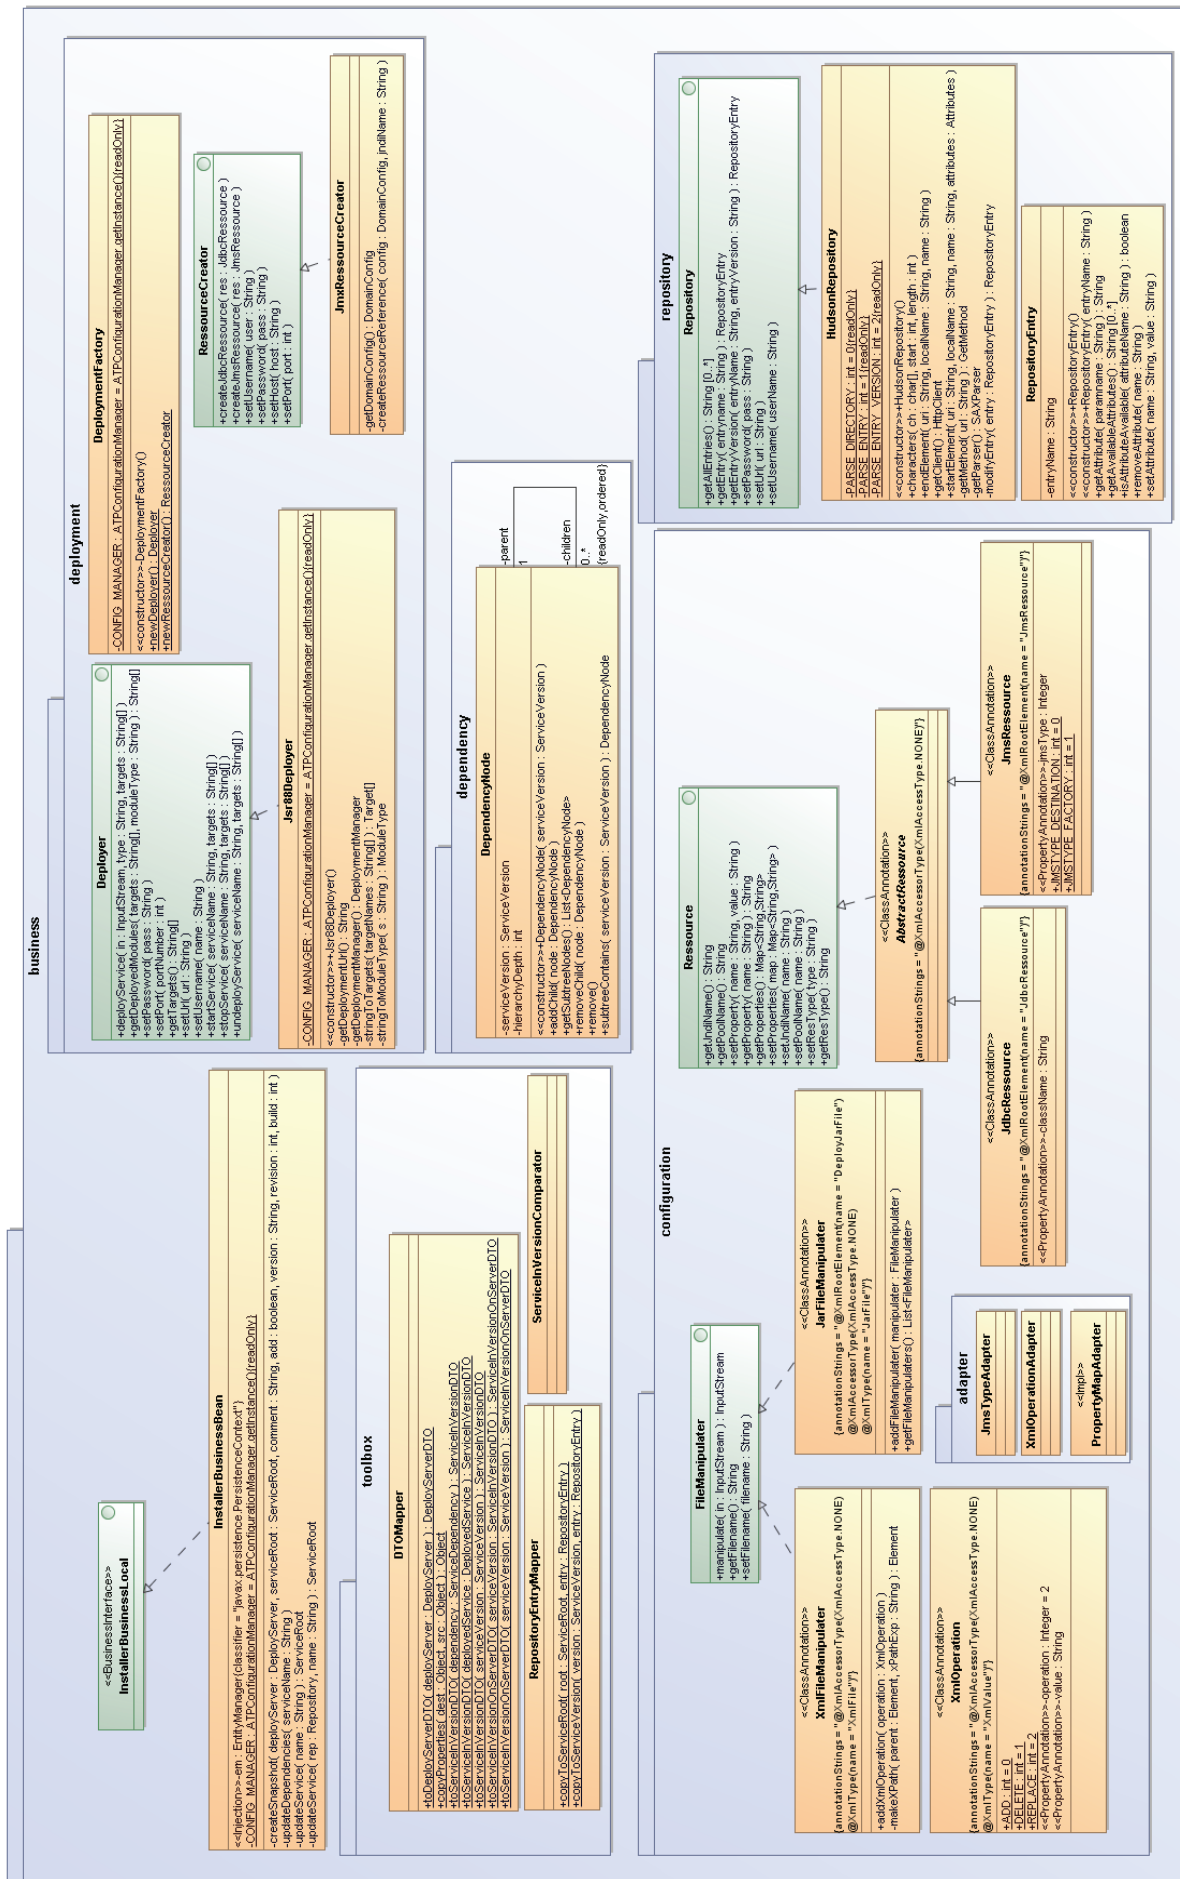 business
<<BusinessInterface>>
InstallerBusinessLocal
InstallerBusinessBean
<<Injection>>-em : EntityManager{classifier = "javax.persistence.PersistenceContext"}
-CONFIG_MANAGER : ATPConfigurationManager = ATPConfigurationManager.getInstance(){readOnly}
-createSnapshot( deployServer : DeployServer, serviceRoot : ServiceRoot, comment : String, add : boolean, version : String, revision : int, build : int )
-updateDependencies( serviceName : String )
-updateService( name : String ) : ServiceRoot
-updateService( rep : Repository, name : String ) : ServiceRoot
deployment
Deployer
+deployService( in : InputStream, type : String, targets : String[] )
+getDeployedModules( targets : String[], moduleType : String ) : String[]
+setPassword( pass : String )
+setPort( portNumber : int )
+getTargets() : String[]
+setUrl( url : String )
+setUsername( name : String )
+startService( serviceName : String, targets : String[] )
+stopService( serviceName : String, targets : String[] )
+undeployService( serviceName : String, targets : String[] )
DeploymentFactory
-CONFIG_MANAGER : ATPConfigurationManager = ATPConfigurationManager.getInstance(){readOnly}
<<constructor>>-DeploymentFactory()
+newDeployer() : Deployer
+newRessourceCreator() : RessourceCreator
RessourceCreator
+createJdbcRessource( res : JdbcRessource )
+createJmsRessource( res : JmsRessource )
+setUsername( user : String )
+setPassword( pass : String )
+setHost( host : String )
+setPort( port : int )
Jsr88Deployer
-CONFIG_MANAGER : ATPConfigurationManager = ATPConfigurationManager.getInstance(){readOnly}
<<constructor>>+Jsr88Deployer()
-getDeploymentUrl() : String
-getDeploymentManager() : DeploymentManager
-stringToTargets( targetNames : String[] ) : Target[]
-stringToModuleType( s : String ) : ModuleType
JmxRessourceCreator
-getDomainConfig() : DomainConfig
-createRessourceReference( config : DomainConfig, jndiName : String )
toolbox
DTOMapper
+toDeployServerDTO( deployServer : DeployServer ) : DeployServerDTO
+copyProperties( dest : Object, src : Object ) : Object
+toServiceInVersionDTO( dependency : ServiceDependency ) : ServiceInVersionDTO
+toServiceInVersionDTO( deployedService : DeployedService ) : ServiceInVersionDTO
+toServiceInVersionDTO( serviceVersion : ServiceVersion ) : ServiceInVersionDTO
+toServiceInVersionOnServerDTO( serviceVersion : ServiceInVersionDTO ) : ServiceInVersionOnServerDTO
+toServiceInVersionOnServerDTO( serviceVersion : ServiceVersion ) : ServiceInVersionOnServerDTO
RepositoryEntryMapper
+copyToServiceRoot( root : ServiceRoot, entry : RepositoryEntry )
+copyToServiceVersion( version : ServiceVersion, entry : RepositoryEntry )
ServiceInVersionComparator
dependency
DependencyNode
-serviceVersion : ServiceVersion
-hierarchyDepth : int
<<constructor>>+DependencyNode( serviceVersion : ServiceVersion )
+addChild( node : DependencyNode )
+getSubtreeNodes() : List<DependencyNode>
+removeChild( node : DependencyNode )
+remove()
+subtreeContains( serviceVersion : ServiceVersion ) : DependencyNode
-parent
1
-children
0..*
{readOnly,ordered}
configuration
FileManipulater
+manipulate( in : InputStream ) : InputStream
+getFilename() : String
+setFilename( filename : String )
<<ClassAnnotation>>
XmlFileManipulater
{annotationStrings = "@XmlAccessorType(XmlAccessType.NONE)
@XmlType(name = "XmlFile")"}
+addXmlOperation( operation : XmlOperation )
-makeXPath( parent : Element, xPathExp : String ) : Element
<<ClassAnnotation>>
JarFileManipulater
{annotationStrings = "@XmlRootElement(name = "DeployJarFile")
@XmlAccessorType(XmlAccessType.NONE)
@XmlType(name = "JarFile")"}
+addFileManipulater( manipulater : FileManipulater )
+getFileManipulaters() : List<FileManipulater>
<<ClassAnnotation>>
XmlOperation
{annotationStrings = "@XmlAccessorType(XmlAccessType.NONE)
@XmlType(name = "XmlValue")"}
+ADD : int = 0
+DELETE : int = 1
+REPLACE : int = 2
<<PropertyAnnotation>>-operation : Integer = 2
<<PropertyAnnotation>>-value : String
adapter
JmsTypeAdapter
XmlOperationAdapter
<<Impl>>
PropertyMapAdapter
Ressource
+getJndiName() : String
+getPoolName() : String
+setProperty( name : String, value : String )
+getProperty( name : String ) : String
+getProperties() : Map<String,String>
+setProperties( map : Map<String,String> )
+setJndiName( name : String )
+setPoolName( name : String )
+setResType( type : String )
+getResType() : String
<<ClassAnnotation>>
AbstractRessource
{annotationStrings = "@XmlAccessorType(XmlAccessType.NONE)"}
<<ClassAnnotation>>
JdbcRessource
{annotationStrings = "@XmlRootElement(name = "JdbcRessource")"}
<<PropertyAnnotation>>-className : String
<<ClassAnnotation>>
JmsRessource
{annotationStrings = "@XmlRootElement(name = "JmsRessource")"}
<<PropertyAnnotation>>-jmsType : Integer
+JMSTYPE_DESTINATION : int = 0
+JMSTYPE_FACTORY : int = 1
repository
Repository
+getAllEntries() : String [0..*]
+getEntry( entryname : String ) : RepositoryEntry
+getEntryVersion( entryName : String, entryVersion : String ) : RepositoryEntry
+setPassword( pass : String )
+setUrl( url : String )
+setUsername( userName : String )
HudsonRepository
-PARSE_DIRECTORY : int = 0{readOnly}
-PARSE_ENTRY : int = 1{readOnly}
-PARSE_ENTRY_VERSION : int = 2{readOnly}
<<constructor>>+HudsonRepository()
+characters( ch : char[], start : int, length : int )
+endElement( uri : String, localName : String, name : String )
+getClient() : HttpClient
+startElement( uri : String, localName : String, name : String, attributes : Attributes )
-getMethod( url : String ) : GetMethod
-getParser() : SAXParser
-modifyEntry( entry : RepositoryEntry ) : RepositoryEntry
RepositoryEntry
-entryName : String
<<constructor>>+RepositoryEntry()
<<constructor>>+RepositoryEntry( entryName : String )
+getAttribute( paramname : String ) : String
+getAvailableAttributes() : String [0..*]
+isAttributeAvailable( attributeName : String ) : boolean
+removeAttribute( name : String )
+setAttribute( name : String, value : String )